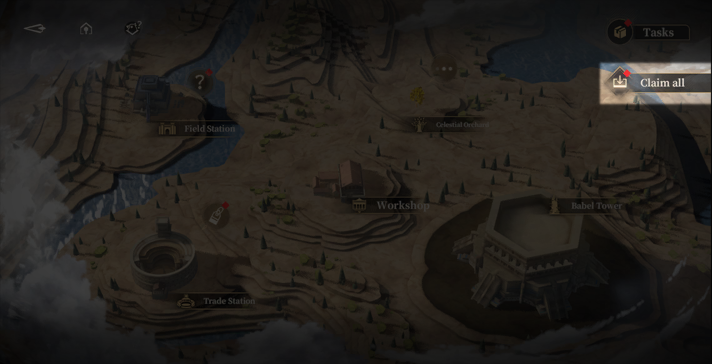 Tasks
Claim all
Field Station
Celestial Orchard
Workshop
Babel Tower
Trade Station